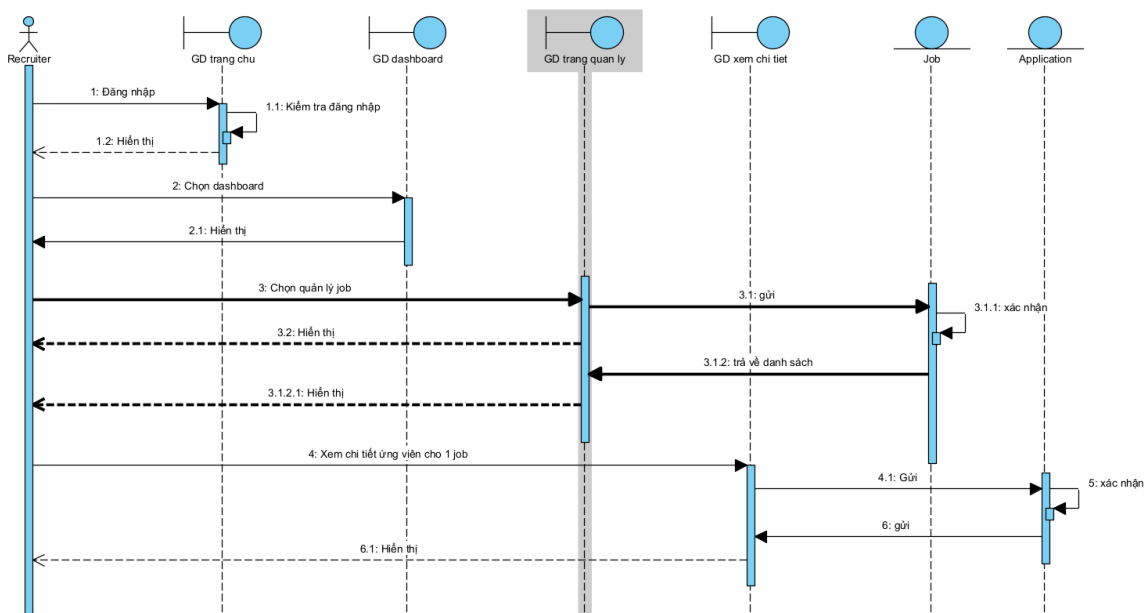 Recruiter
GD trang chu
GD dashboard
GD trang quan ly
GD xem chi tiet
Job
Application
1: Đăng nhập
1.1: Kiểm tra đăng nhập
1.2: Hiển thị
2: Chọn dashboard
2.1: Hiển thị
3: Chọn quản lý job
3.1: gửi
3.1.1: xác nhận
3.2: Hiển thị
3.1.2: trả về danh sách
3.1.2.1: Hiển thị
4: Xem chi tiết ứng viên cho 1 job
4.1: Gửi
5: xác nhận
6: gửi
6.1: Hiển thị